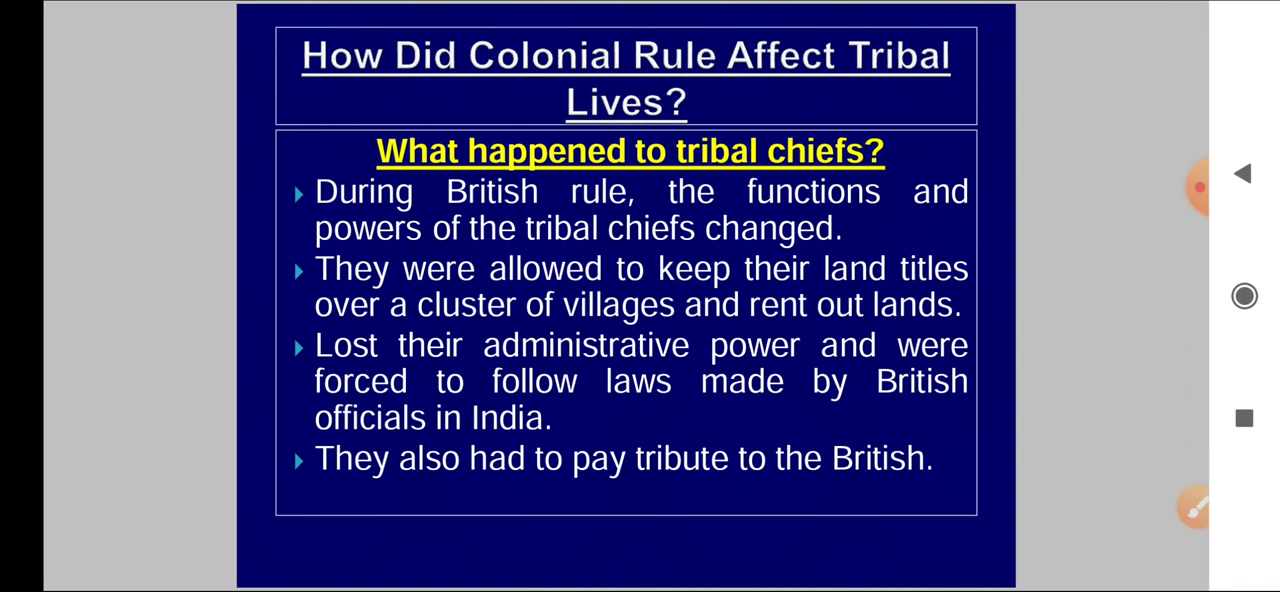 How Did Colonial Rule Affect Tribal
Lives?
What happened to tribal chiefs?
During British rule, the functions and
powers of the tribal chiefs changed.
They were allowed to keep their land titles
over a cluster of villages and rent out lands.
Lost their administrative power and were
forced to follow laws made by British
officials in India.
They also had to pay tribute to the British.